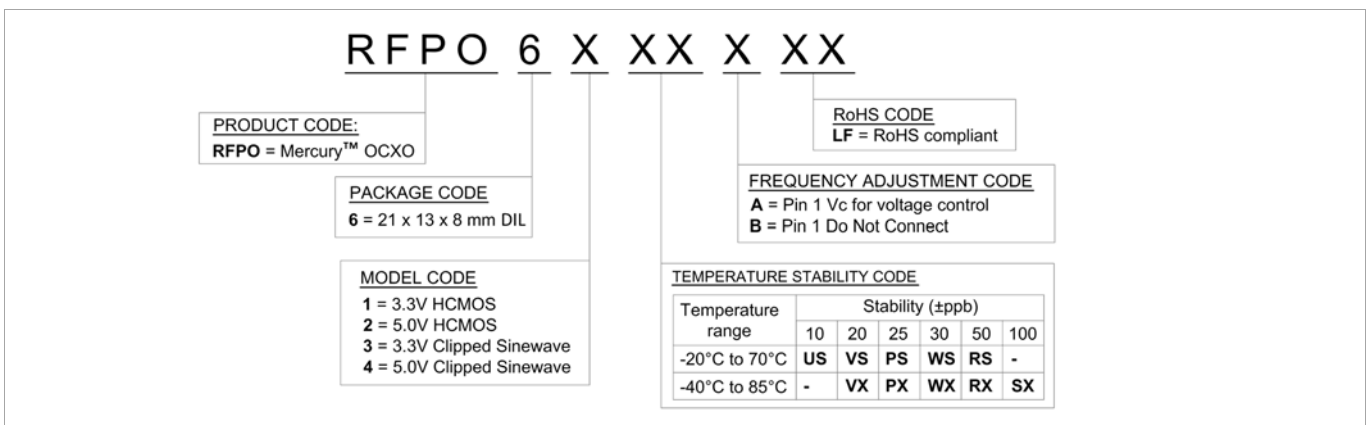 RFPO 6 X XX X XX
PRODUCT CODE:
RFPO = Mercury™ OCXO
RoHS CODE
LF = RoHS compliant
PACKAGE CODE
6 = 21 x 13 x 8 mm DIL
FREQUENCY ADJUSTMENT CODE
A = Pin 1 Vc for voltage control
B = Pin 1 Do Not Connect
MODEL CODE
1 = 3.3V HCMOS
2 = 5.0V HCMOS
3 = 3.3V Clipped Sinewave
4 = 5.0V Clipped Sinewave
TEMPERATURE STABILITY CODE
Temperature range Stability (±ppb)
10 20 25 30 50 100
-20°C to 70°C US VS PS WS RS -
-40°C to 85°C - VX PX WX RX SX